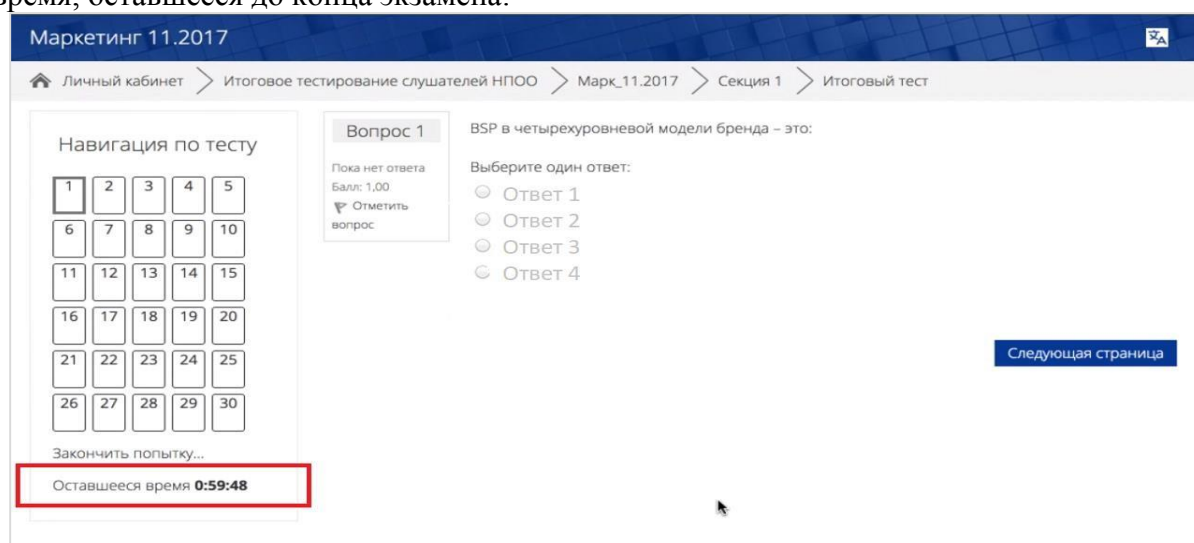 время, оставшееся до конца экзамена.
Маркетинг 11.2017
Личный кабинет > Итоговое тестирование слушателей НПОО > Марк_11.2017 > Секция 1 > Итоговый тест
Навигация по тесту
1 2 3 4 5
6 7 8 9 10
11 12 13 14 15
16 17 18 19 20
21 22 23 24 25
26 27 28 29 30
Закончить попытку...
Оставшееся время 0:59:48
Вопрос 1
Пока нет ответа
Балл: 1,00
Отметить
вопрос
BSP в четырехуровневой модели бренда – это:
Выберите один ответ:
Ответ 1
Ответ 2
Ответ 3
Ответ 4
Следующая страница